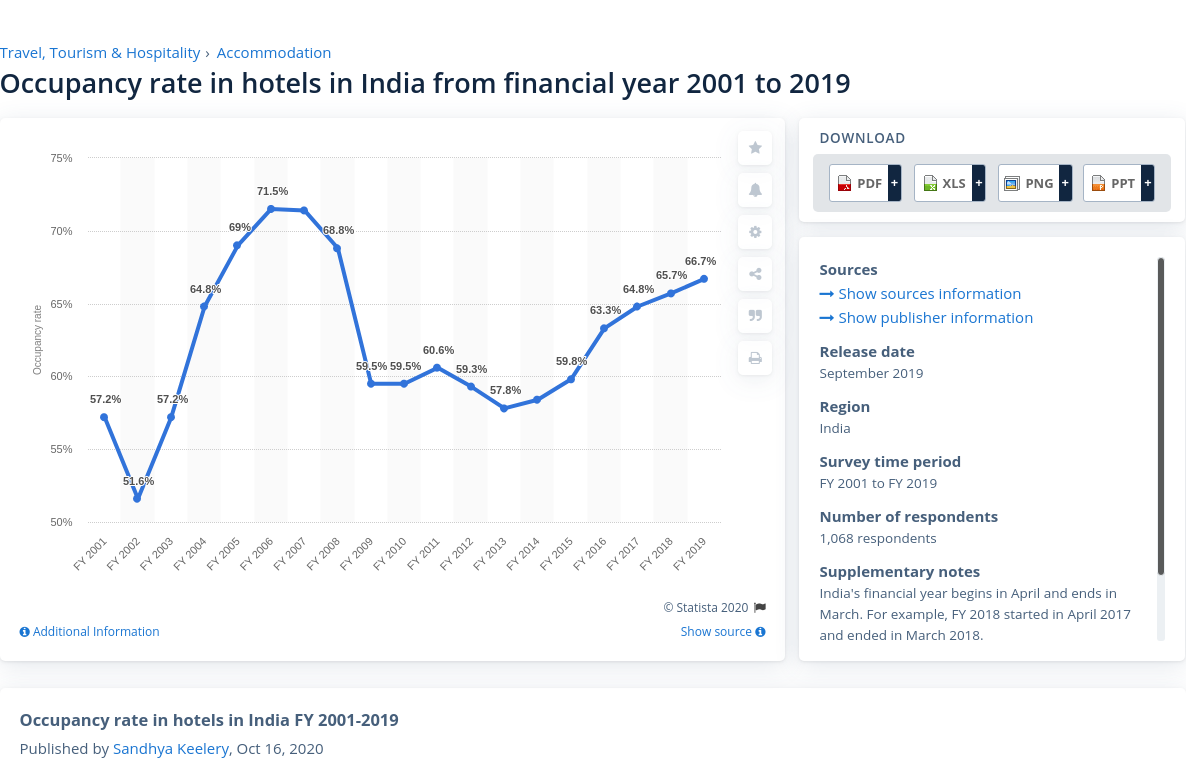 Travel, Tourism & Hospitality › Accommodation
Occupancy rate in hotels in India from financial year 2001 to 2019
75%
70%
65%
60%
55%
50%
Occupancy rate
57.2%
51.6%
57.2%
64.8%
69%
71.5%
68.8%
59.5%
59.5%
60.6%
59.3%
57.8%
59.8%
63.3%
64.8%
65.7%
66.7%
FY 2001
FY 2002
FY 2003
FY 2004
FY 2005
FY 2006
FY 2007
FY 2008
FY 2009
FY 2010
FY 2011
FY 2012
FY 2013
FY 2014
FY 2015
FY 2016
FY 2017
FY 2018
FY 2019
© Statista 2020
Additional Information
Show source
DOWNLOAD
PDF +
XLS +
PNG +
PPT +
Sources
Show sources information
Show publisher information
Release date
September 2019
Region
India
Survey time period
FY 2001 to FY 2019
Number of respondents
1,068 respondents
Supplementary notes
India's financial year begins in April and ends in
March. For example, FY 2018 started in April 2017
and ended in March 2018.
Occupancy rate in hotels in India FY 2001-2019
Published by Sandhya Keelery, Oct 16, 2020